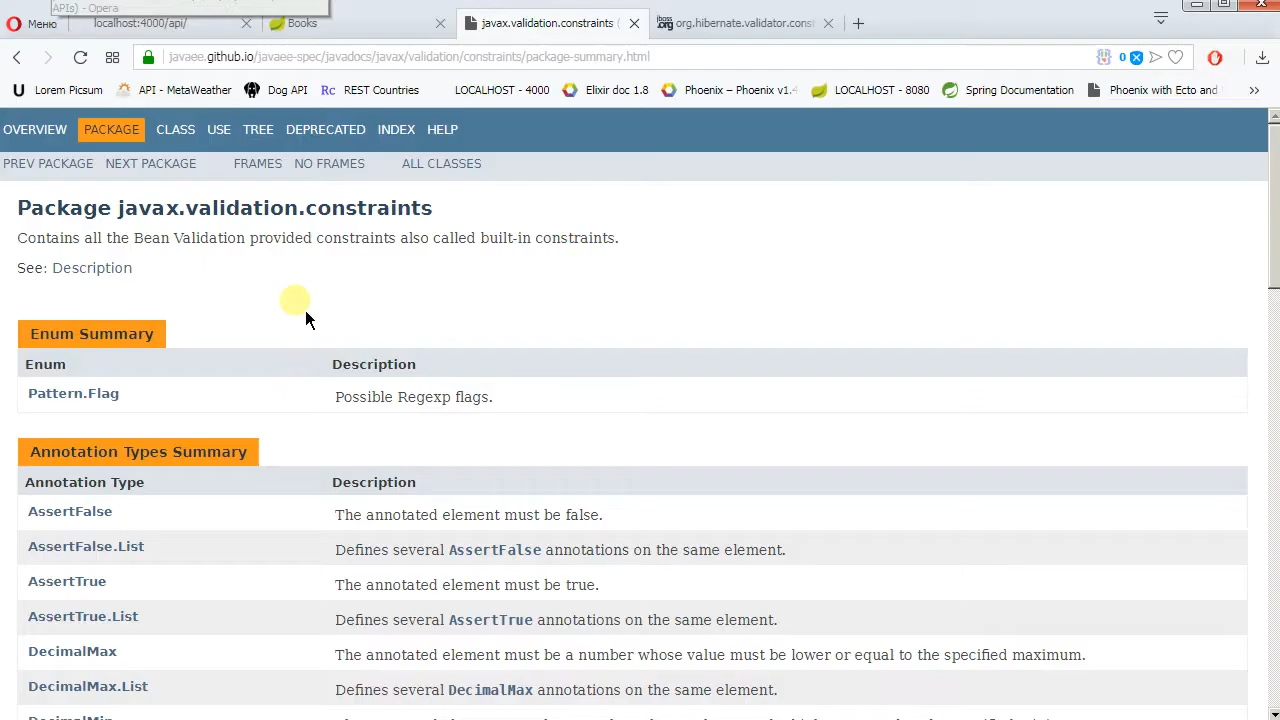 APIs) - Opera
Меню
localhost:4000/api/
Books
javax.validation.constraints (
org.hibernate.validator.const
javaee.github.io/javaee-spec/javadocs/javax/validation/constraints/package-summary.html
0
Lorem Picsum
API - MetaWeather
Dog API
Rc REST Countries
LOCALHOST - 4000
Elixir doc 1.8
Phoenix – Phoenix v1.4
LOCALHOST - 8080
Spring Documentation
Phoenix with Ecto and
OVERVIEW PACKAGE CLASS USE TREE DEPRECATED INDEX HELP
PREV PACKAGE NEXT PACKAGE FRAMES NO FRAMES ALL CLASSES
Package javax.validation.constraints
Contains all the Bean Validation provided constraints also called built-in constraints.
See: Description
Enum Summary
Enum Description
Pattern.Flag Possible Regexp flags.
Annotation Types Summary
Annotation Type Description
AssertFalse The annotated element must be false.
AssertFalse.List Defines several AssertFalse annotations on the same element.
AssertTrue The annotated element must be true.
AssertTrue.List Defines several AssertTrue annotations on the same element.
DecimalMax The annotated element must be a number whose value must be lower or equal to the specified maximum.
DecimalMax.List Defines several DecimalMax annotations on the same element.